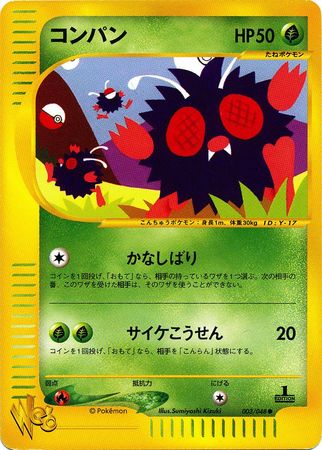 コンパン
HP50
たねポケモン
こんちゅうポケモン:身長1m、体重30kg ID:Y-17
かなしばり
コインを1回投げ、「おもて」なら、相手の持っているワザを1つ選ぶ。次の相手の番、このワザを受けた相手は、そのワザを使うことができない。
サイケこうせん 20
コインを1回投げ、「おもて」なら、相手を「こんらん」状態にする。
弱点 抵抗力 にげる
Web
©Pokémon
Illus.Sumiyoshi Kizuki
002/048●
1
EDITION